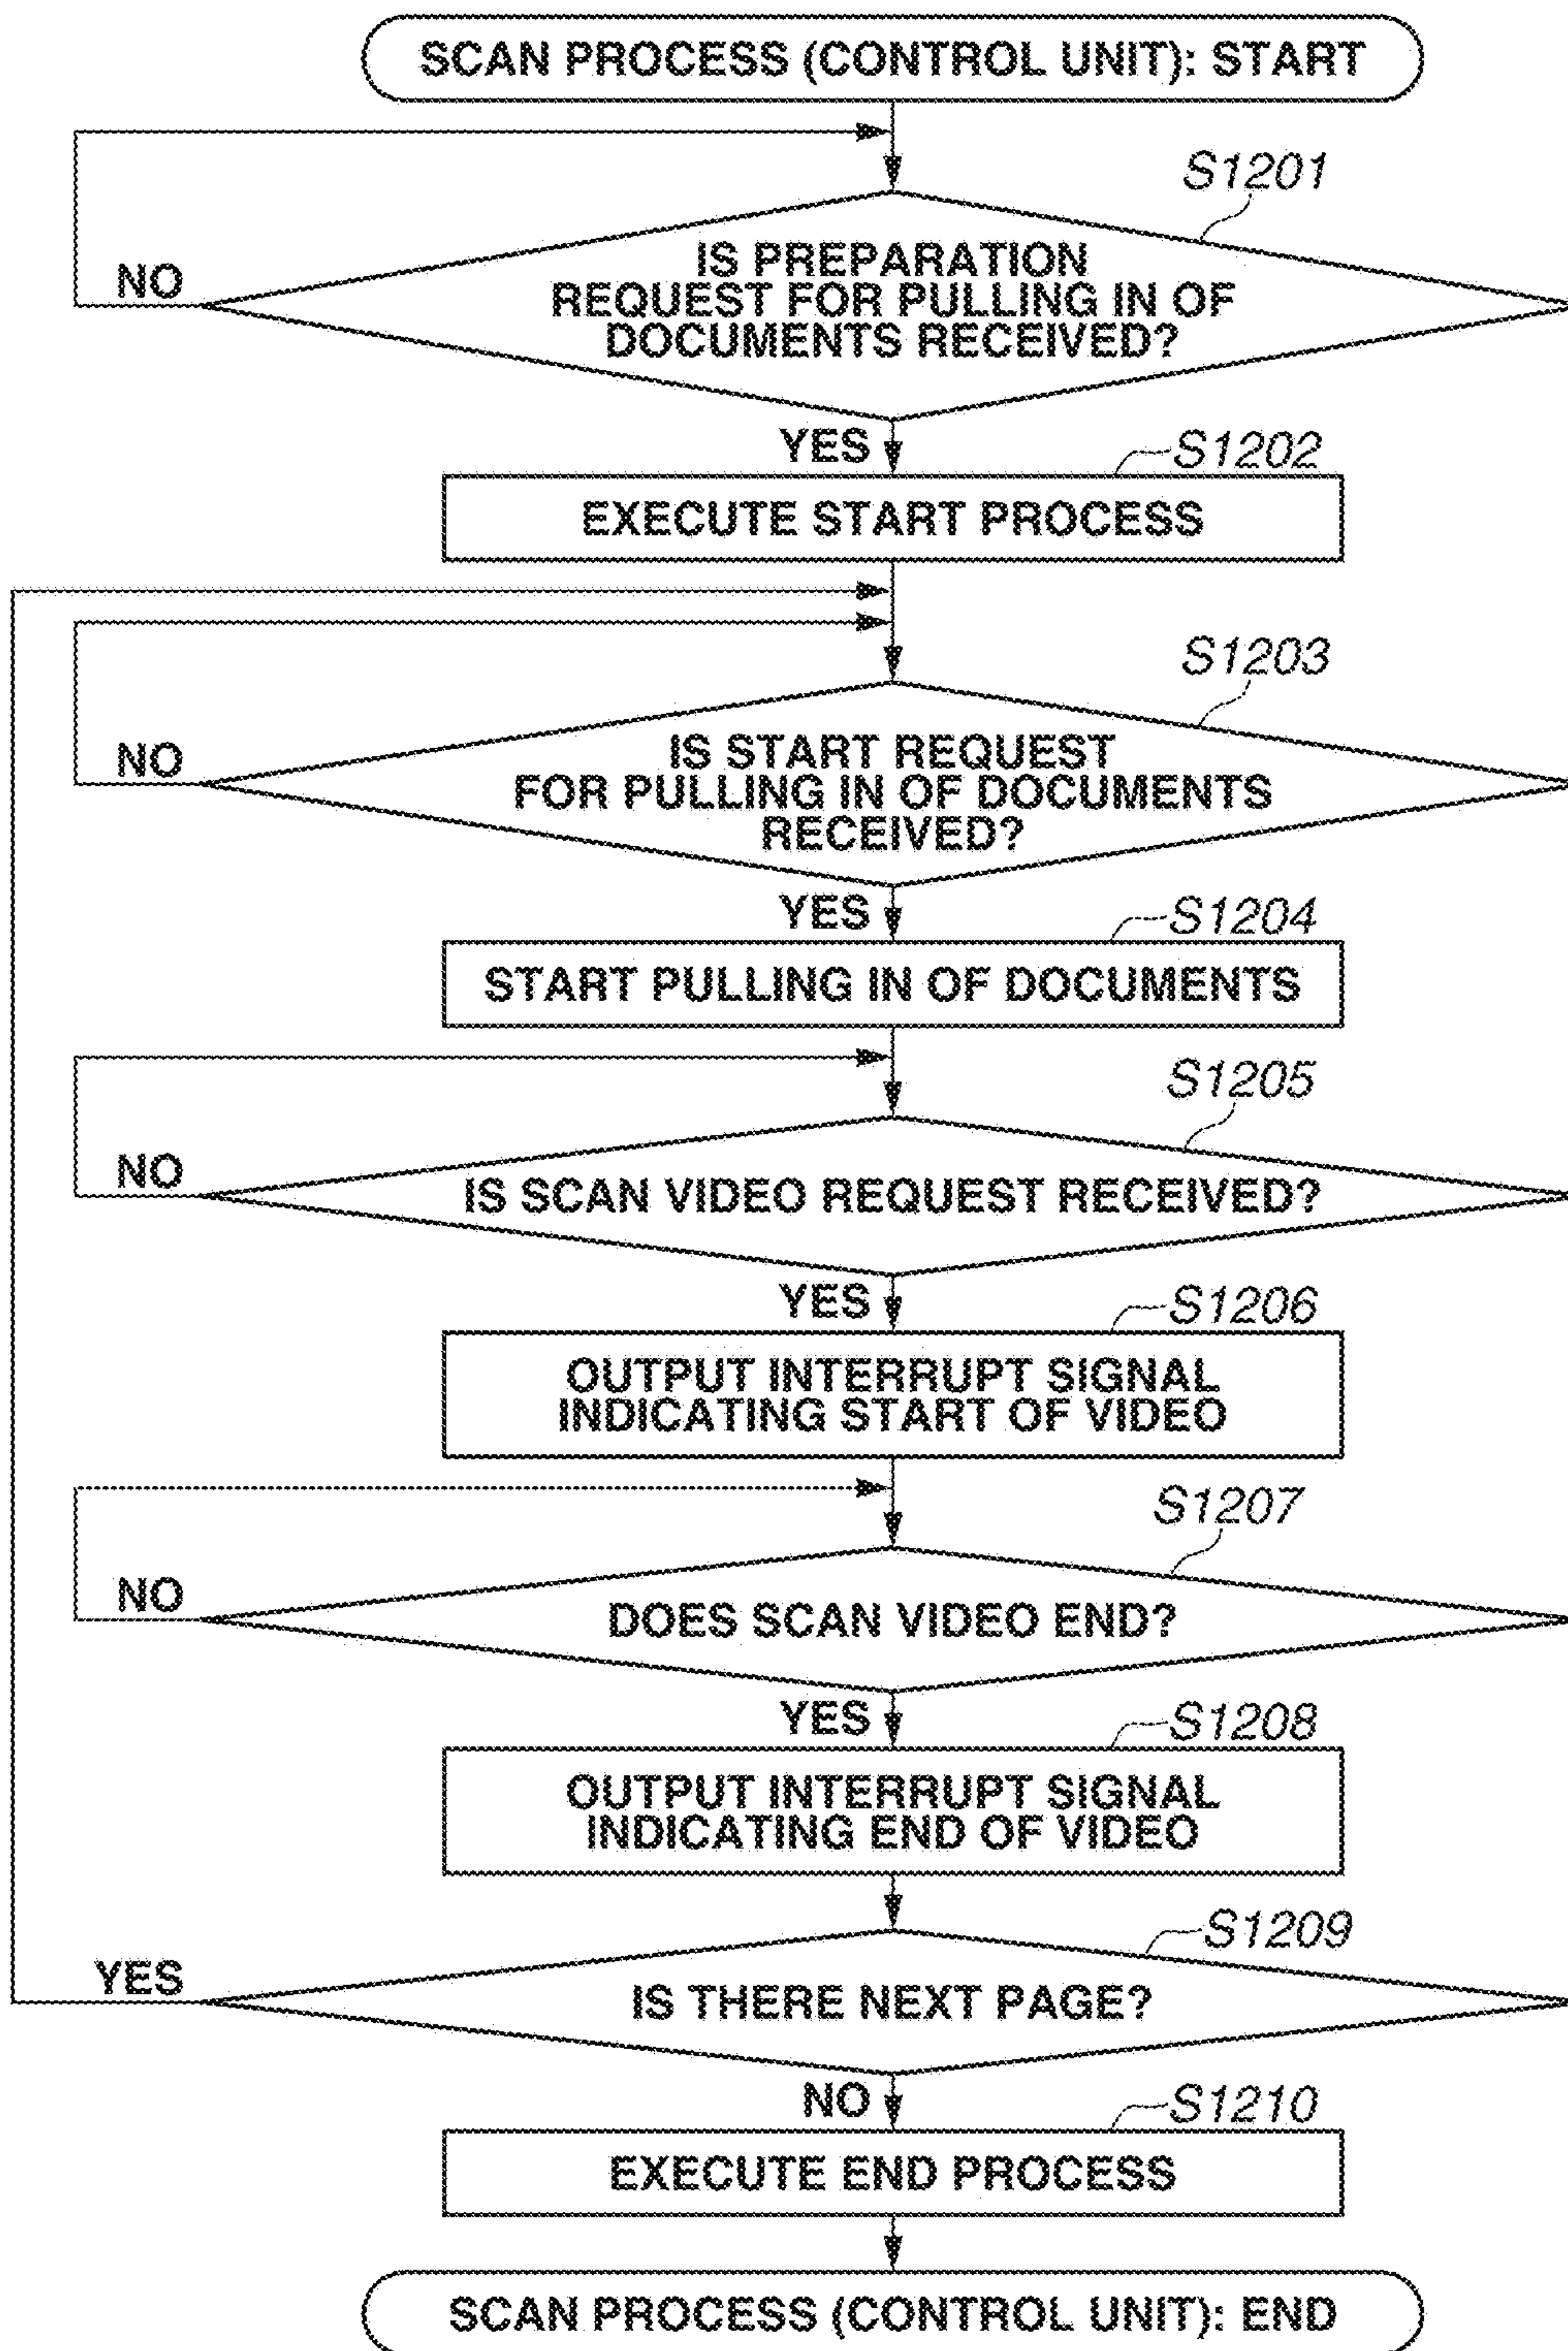 SCAN PROCESS (CONTROL UNIT): START
S1201
IS PREPARATION
REQUEST FOR PULLING IN OF
DOCUMENTS RECEIVED?
NO
YES
S1202
EXECUTE START PROCESS
S1203
IS START REQUEST
FOR PULLING IN OF DOCUMENTS
RECEIVED?
NO
YES
S1204
START PULLING IN OF DOCUMENTS
S1205
NO
IS SCAN VIDEO REQUEST RECEIVED?
YES
S1206
OUTPUT INTERRUPT SIGNAL
INDICATING START OF VIDEO
S1207
NO
DOES SCAN VIDEO END?
YES
S1208
OUTPUT INTERRUPT SIGNAL
INDICATING END OF VIDEO
S1209
YES
IS THERE NEXT PAGE?
NO
S1210
EXECUTE END PROCESS
SCAN PROCESS (CONTROL UNIT): END